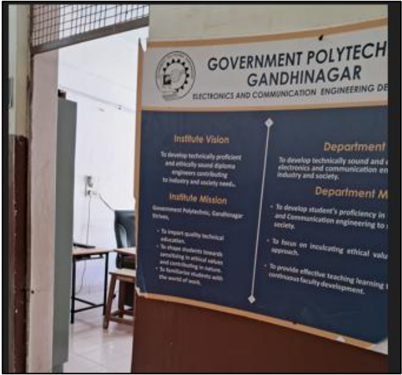 GOVERNMENT POLYTECH
GANDHINAGAR
ELECTRONICS AND COMMUNICATION ENGINEERING DE
Institute Vision
To develop technically proficient
and ethically sound diploma
engineers contributing
to industry and society needs.
Institute Mission
Government Polytechnic, Gandhinagar
Strives,
• To impart quality technical
education.
• To shape students towards
sensitizing in ethical values
and contributing in nature.
• To familiarize students with
the world of work.
Department
To develop technically sound and e
electronics and communication en
industry and society.
Department M
• To develop student's proficiency in
and Communication engineering to
society.
• To focus on inculcating ethical valu
approach.
• To provide effective teaching learning
continuous faculty development.